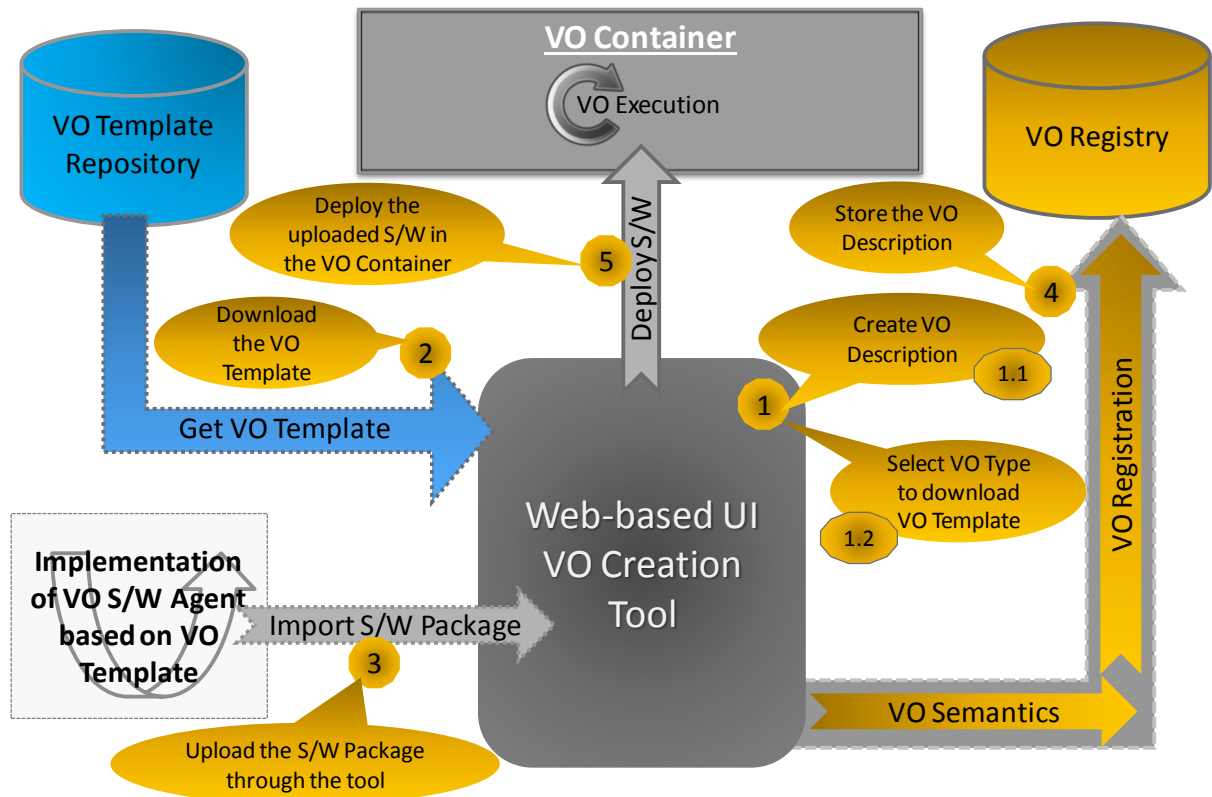 VO Container
VO Execution
VO Template
Repository
VO Registry
Deploy the
uploaded S/W in
the VO Container
5
Deploy S/W
Store the VO
Description
4
Download
the VO
Template
2
Create VO
Description
1.1
1
Get VO Template
Select VO Type
to download
VO Template
1.2
VO Registration
Web-based UI
VO Creation
Tool
Implementation
of VO S/W Agent
based on VO
Template
Import S/W Package
3
VO Semantics
Upload the S/W Package
through the tool